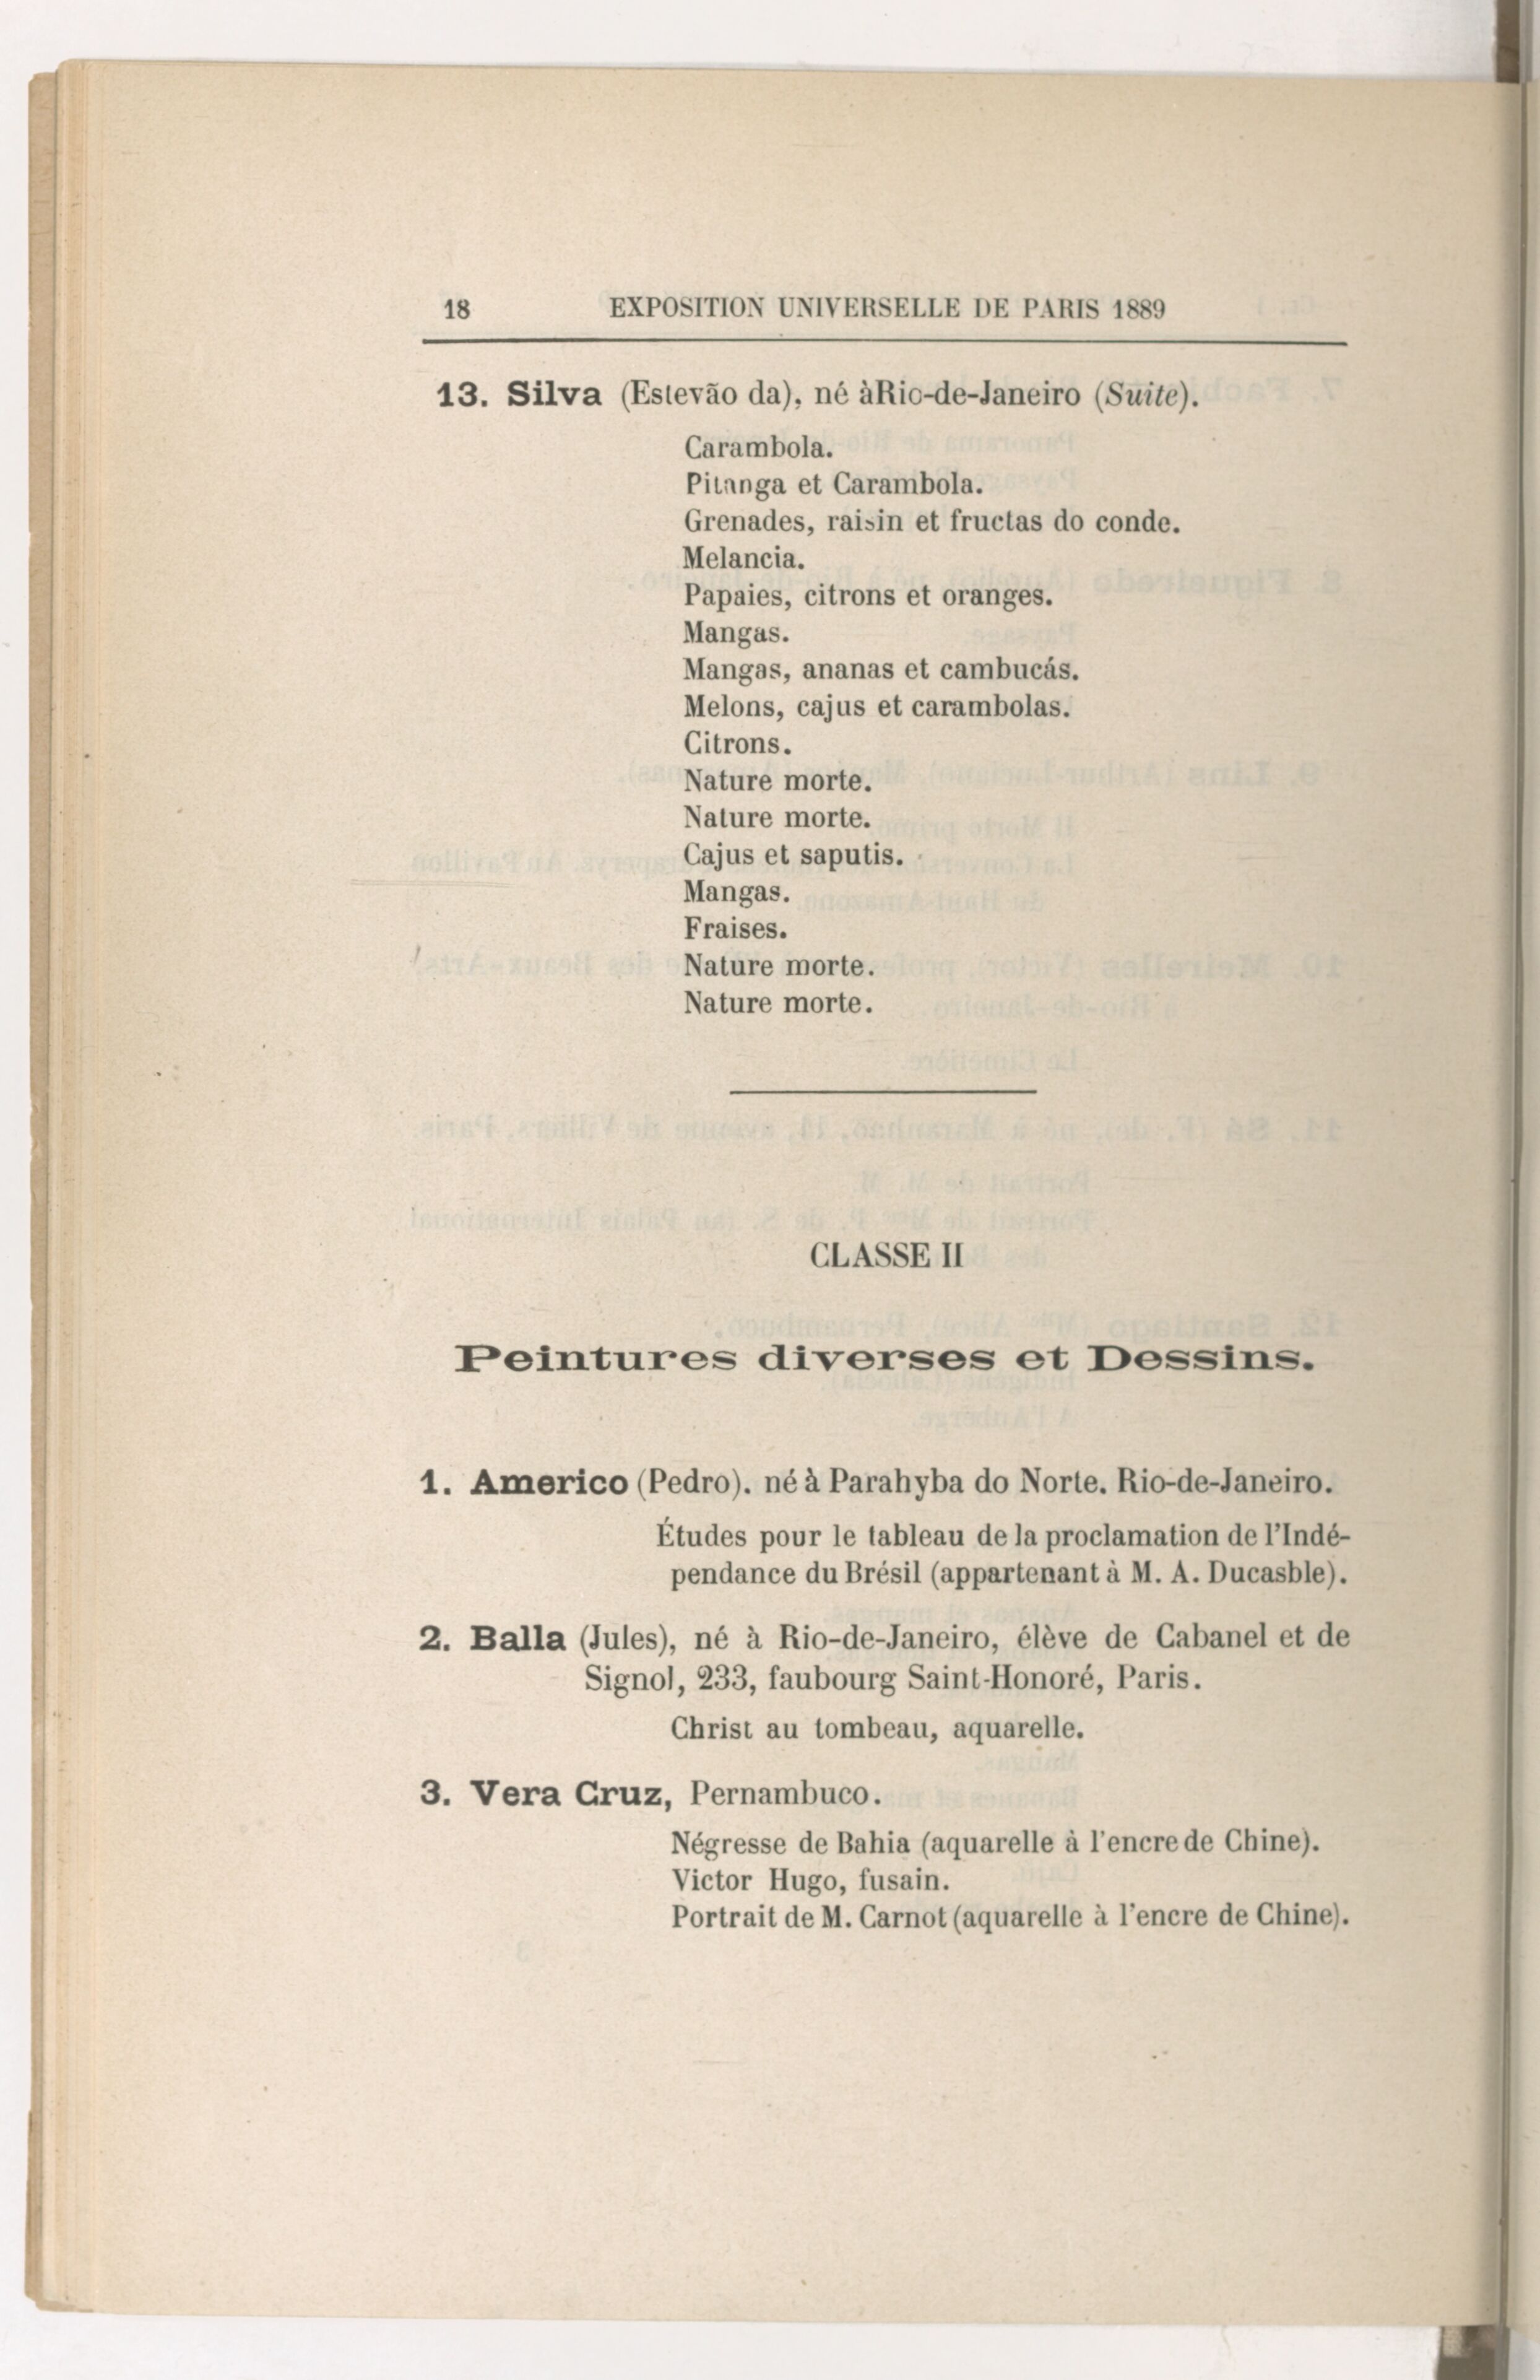 18 EXPOSITION UNIVERSELLE DE PARIS 1889
13. Silva (Estevão da), né à Rio-de-Janeiro (Suite).
Carambola.
Pitanga et Carambola.
Grenades, raisin et fructas do conde.
Melancia.
Papaies, citrons et oranges.
Mangas.
Mangas, ananas et cambucás.
Melons, cajus et carambolas.
Citrons.
Nature morte.
Nature morte.
Cajus et saputis.
Mangas.
Fraises.
Nature morte.
Nature morte.
CLASSE II
Peintures diverses et Dessins.
1. Americo (Pedro). né à Parahyba do Norte. Rio-de-Janeiro.
Études pour le tableau de la proclamation de l'Indé-
pendance du Brésil (appartenant à M. A. Ducasble).
2. Balla (Jules), né à Rio-de-Janeiro, élève de Cabanel et de
Signol, 233, faubourg Saint-Honoré, Paris.
Christ au tombeau, aquarelle.
3. Vera Cruz, Pernambuco.
Négresse de Bahia (aquarelle à l'encre de Chine).
Victor Hugo, fusain.
Portrait de M. Carnot (aquarelle à l'encre de Chine).